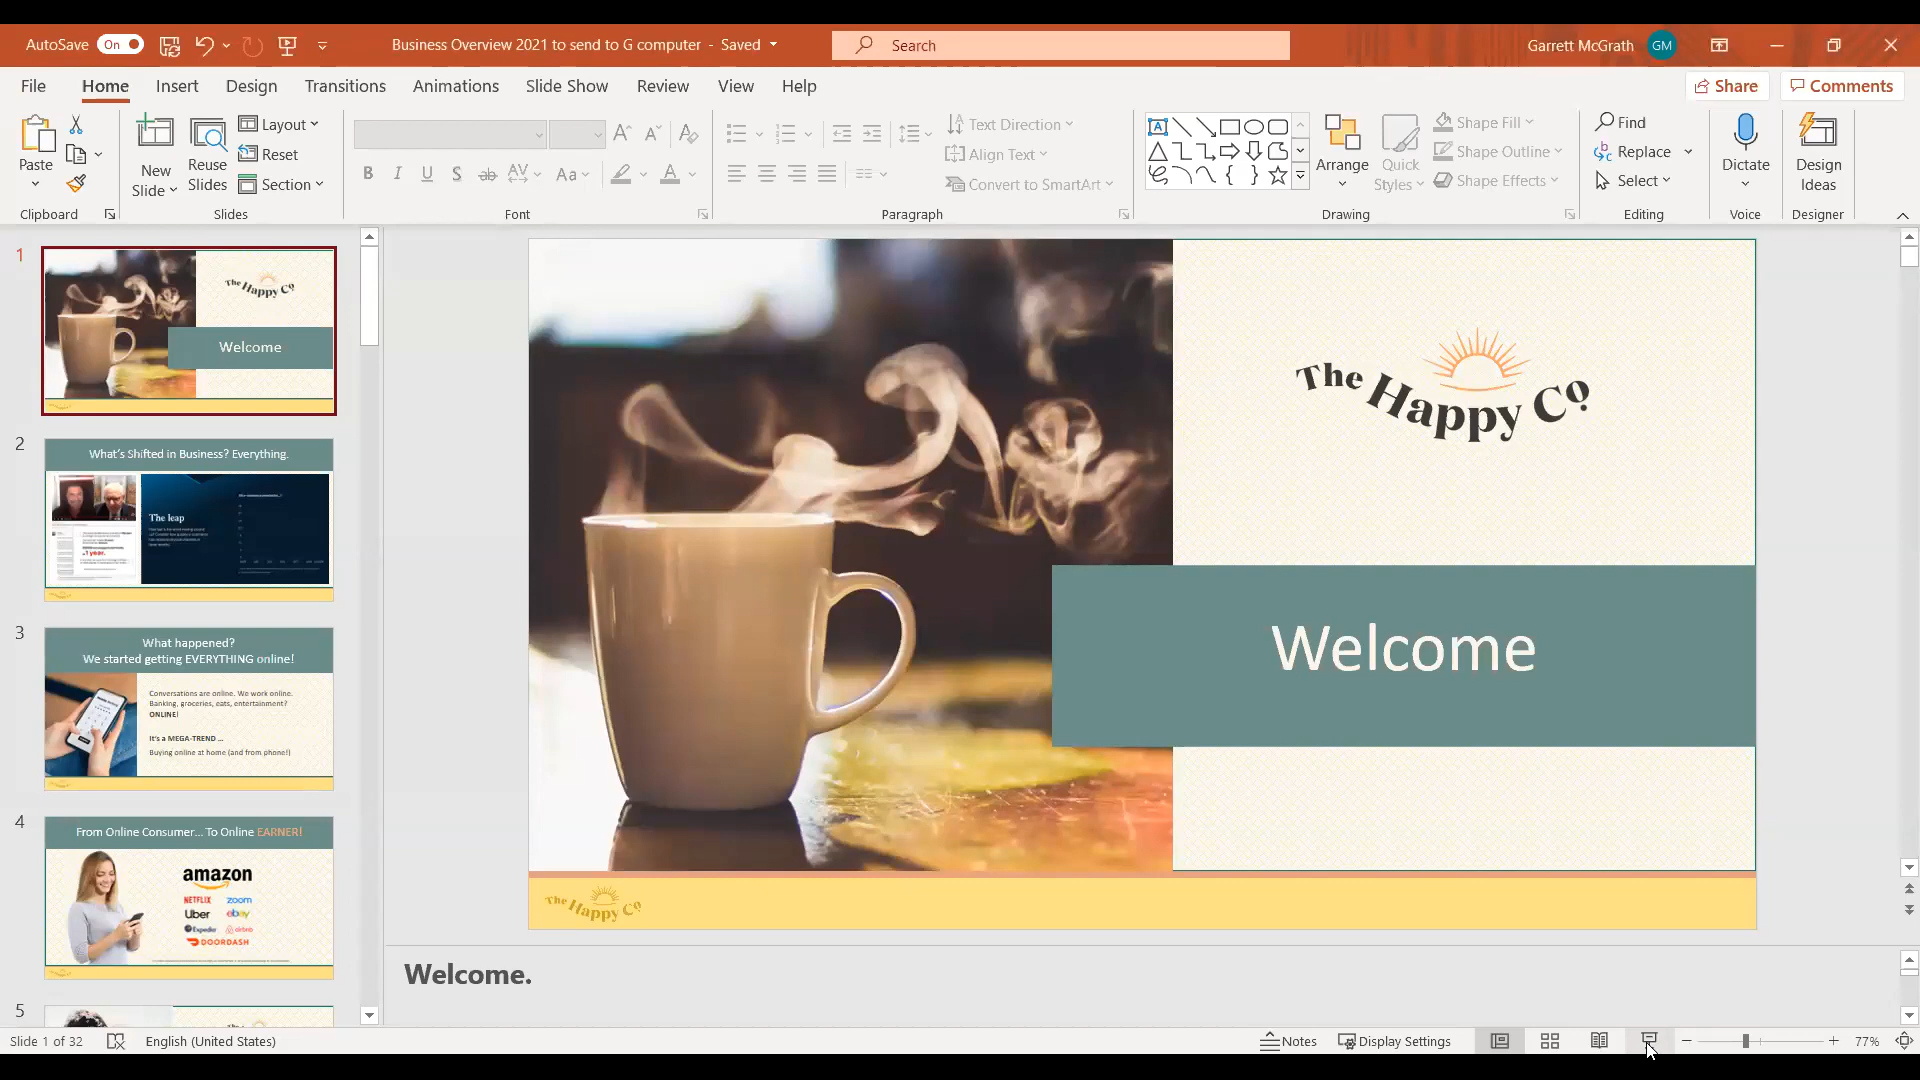 AutoSave On
Business Overview 2021 to send to G computer - Saved
Search
Garrett McGrath GM
File Home Insert Design Transitions Animations Slide Show Review View Help
Share Comments
Paste
New Slide
Reuse Slides
Layout
Reset
Section
B I U S ab AV Aa A
Text Direction
Align Text
Convert to SmartArt
Arrange
Quick Styles
Shape Fill
Shape Outline
Shape Effects
Find
Replace
Select
Dictate
Design Ideas
Clipboard Slides Font Paragraph Drawing Editing Voice Designer
1
The Happy Co.
Welcome
2
What's Shifted in Business? Everything.
The leap
1 year.
3
What happened?
We started getting EVERYTHING online!
Conversations are online. We work online.
Banking, groceries, eats, entertainment?
ONLINE!
It's a MEGA-TREND ...
Buying online at home (and from phone!)
4
From Online Consumer... To Online EARNER!
amazon
NETFLIX zoom
Uber ebay
Expedia airbnb
DOORDASH
5
The Happy Co.
Welcome
The Happy Co.
Welcome.
Slide 1 of 32
English (United States)
Notes
Display Settings
77%